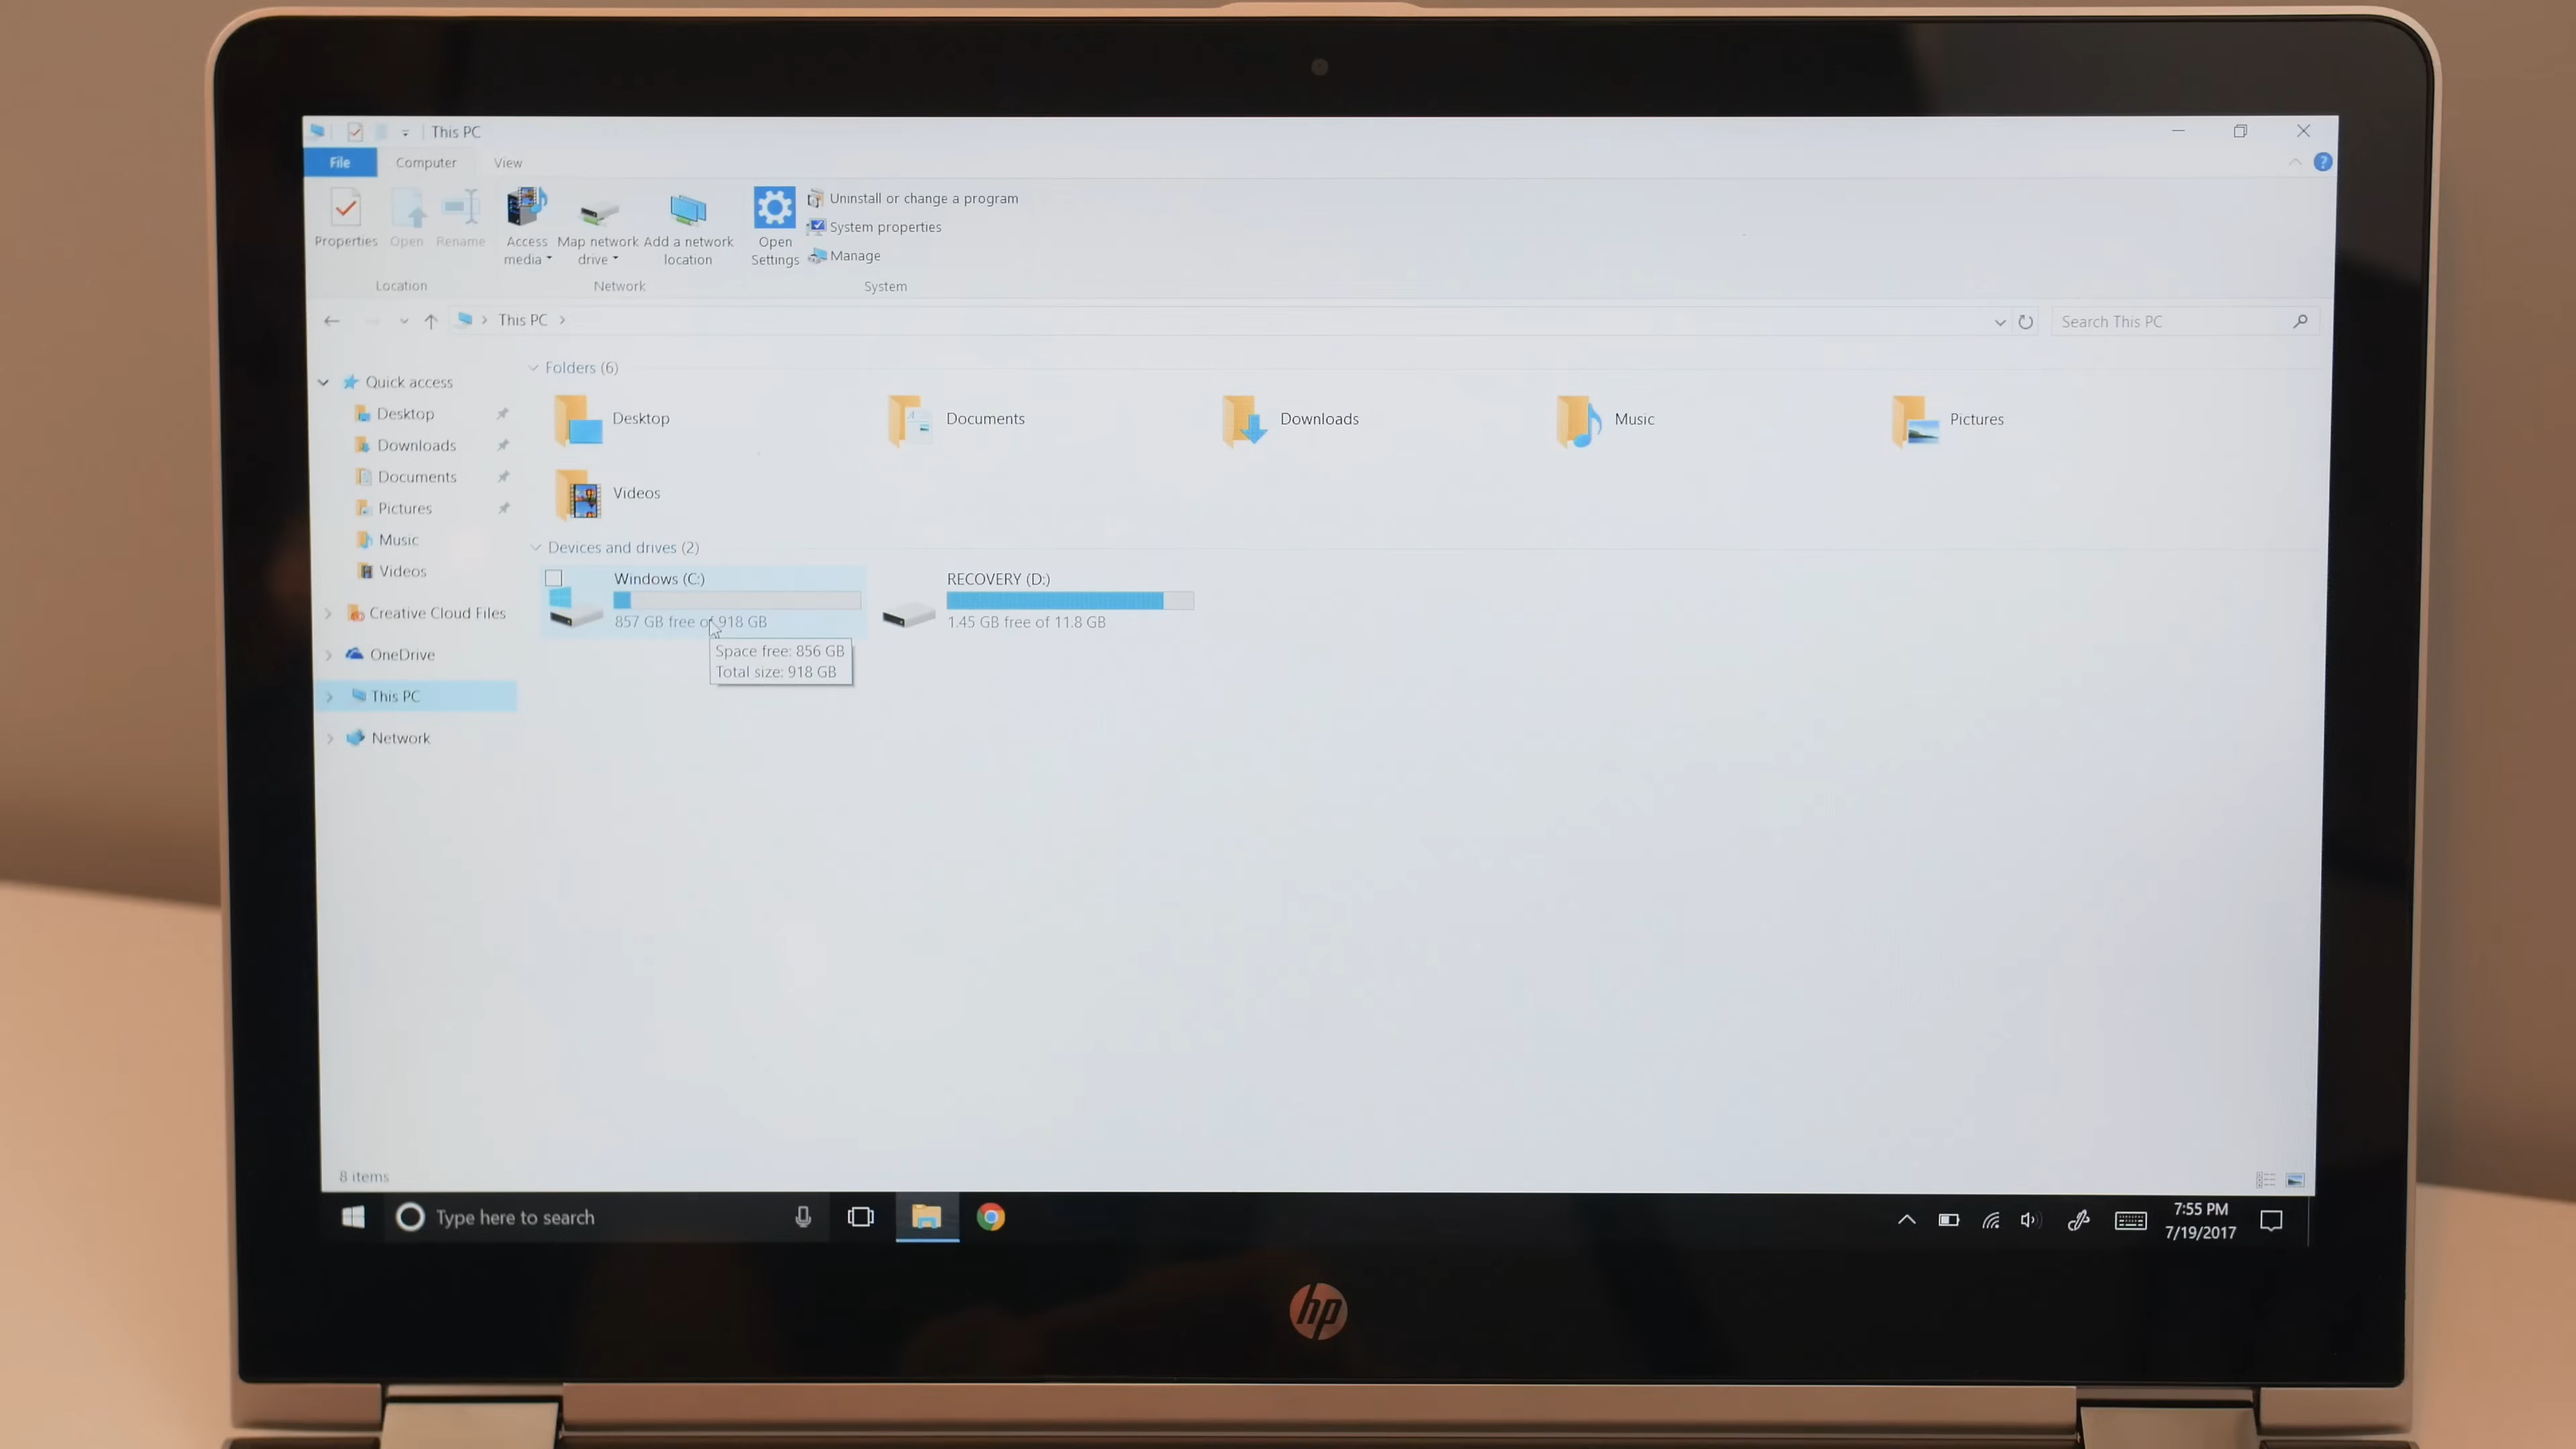 This PC
File Computer View
Properties Open Rename Access media Map network drive Add a network location Open Settings
Uninstall or change a program
System properties
Manage
Location Network System
This PC
Search This PC
Quick access
Desktop
Downloads
Documents
Pictures
Music
Videos
Creative Cloud Files
OneDrive
This PC
Network
Folders (6)
Desktop Documents Downloads Music Pictures
Videos
Devices and drives (2)
Windows (C:)
857 GB free of 918 GB
RECOVERY (D:)
1.45 GB free of 11.8 GB
Space free: 856 GB
Total size: 918 GB
8 items
Type here to search
7:55 PM
7/19/2017
hp